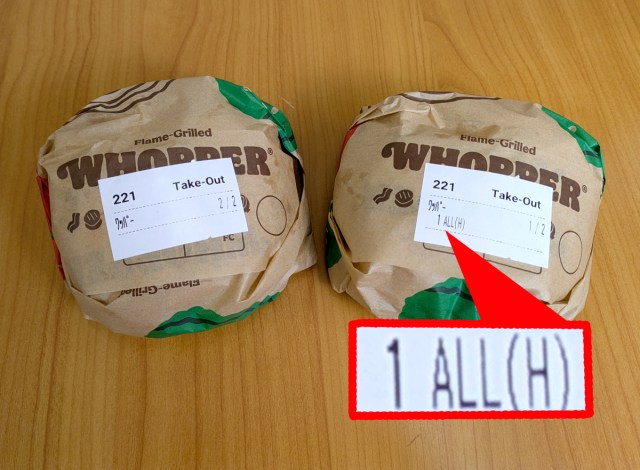 Flame-Grilled
WHOPPER®
221 Take-Out
ワッパー 2/2
Flame-Grilled
Flame-Grilled
WHOPPER®
221 Take-Out
ワッパー
1 ALL(H) 1/2
1 ALL(H)